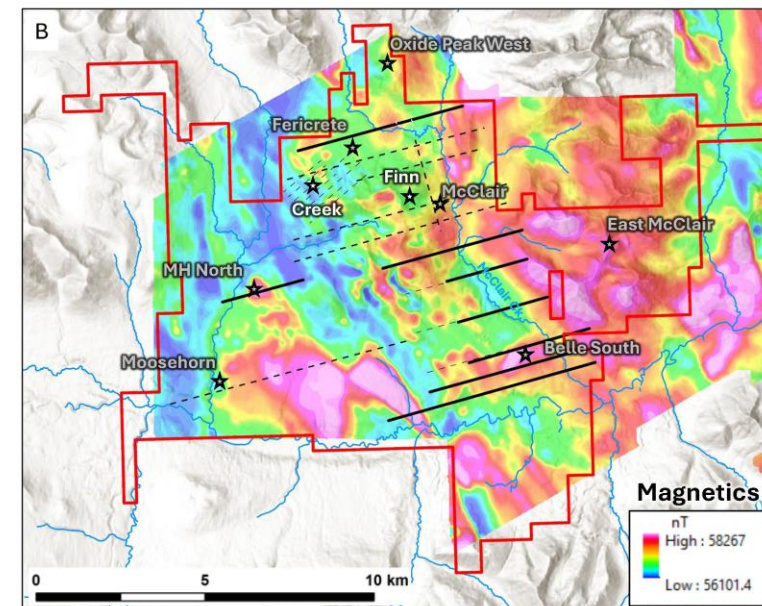 B
Oxide Peak West
Fericrete
Finn
Creek
McClair
East McClair
MH North
McClair Ck.
Moosehorn
Belle South
Magnetics
nT
High : 58267
Low : 56101.4
0 5 10 km